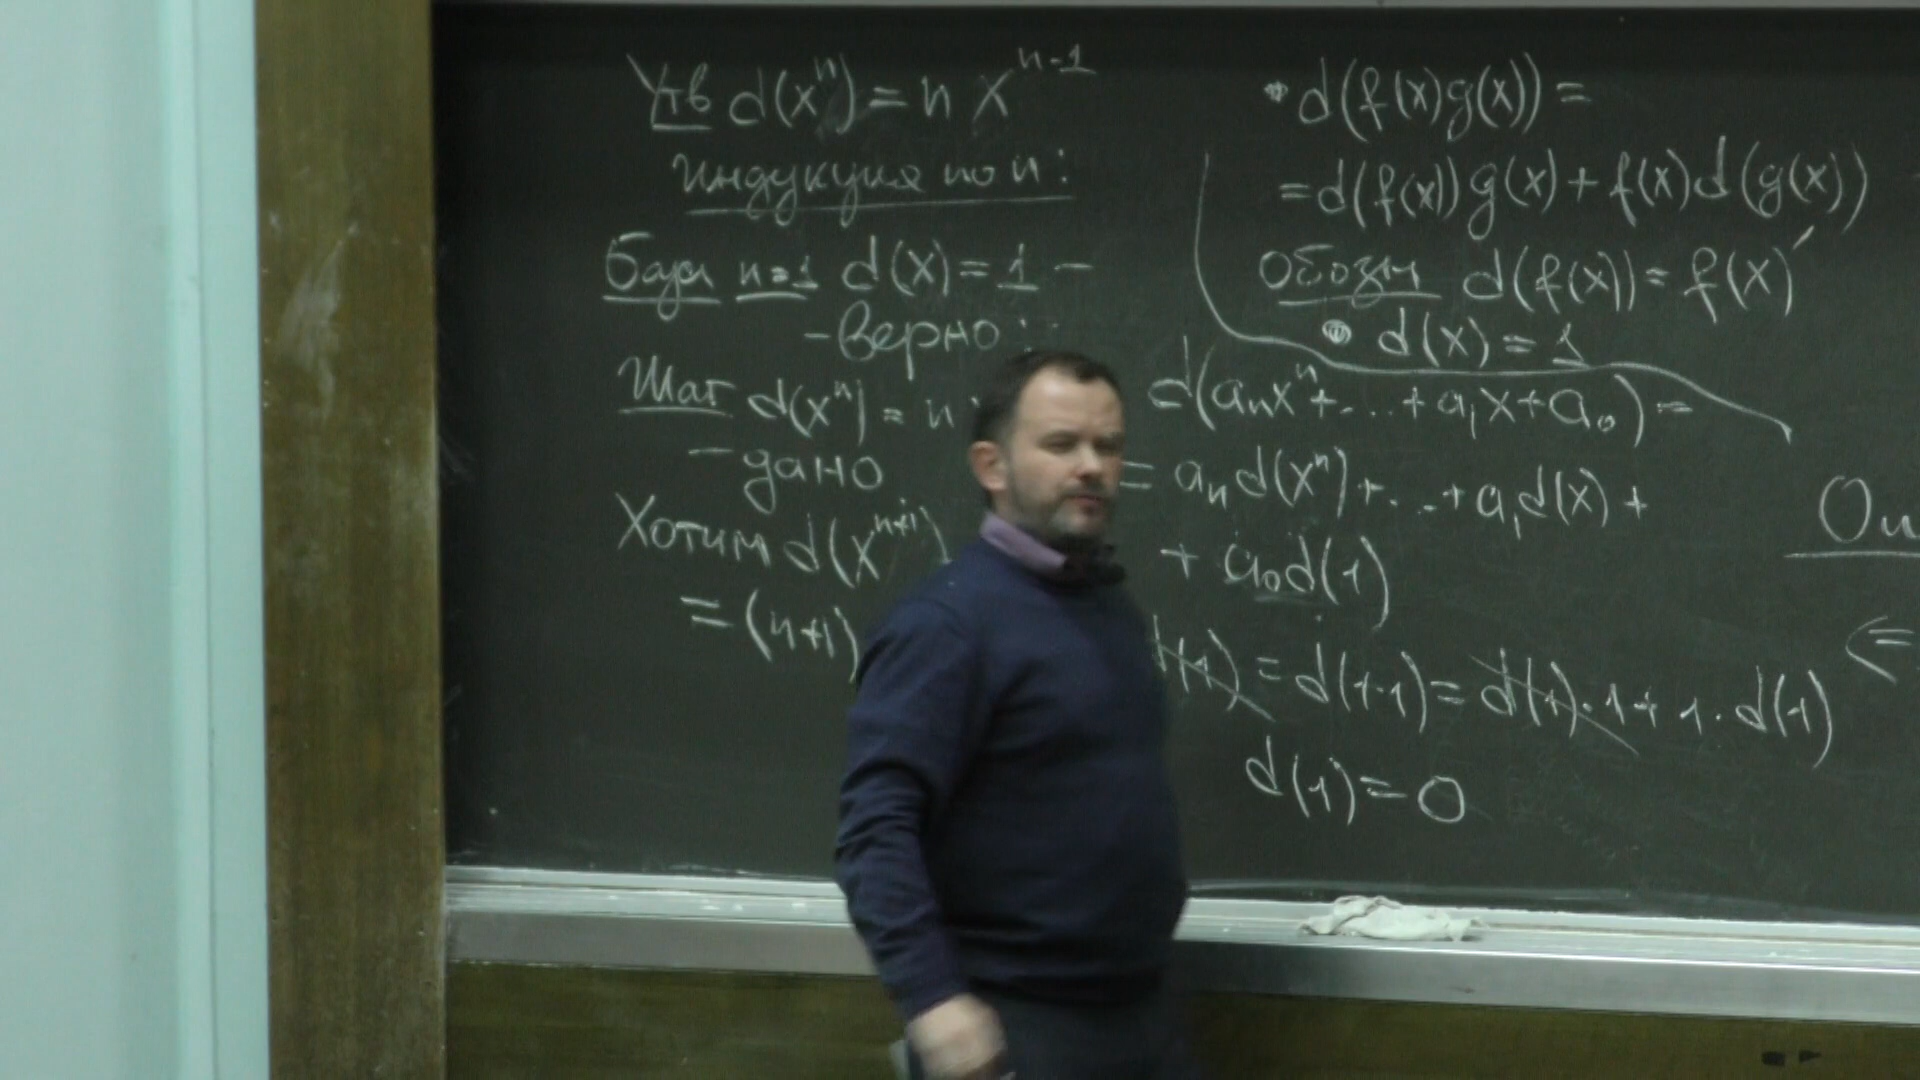 Утв d(xⁿ) = n xⁿ⁻¹
индукция по n:
База n=1 d(x) = 1 –
– верно
Шаг d(xⁿ) = n
– дано
Хотим d(xⁿ⁺¹)
= (n+1)
• d(f(x)g(x)) =
= d(f(x))g(x) + f(x)d(g(x))
Обозн d(f(x)) = f(x)′
• d(x) = 1
d(aₙxⁿ + ... + a₁x + a₀) =
= aₙd(xⁿ) + ... + a₁d(x) +
+ a₀d(1)
d(1) = d(1·1) = d(1)·1 + 1·d(1)
d(1) = 0